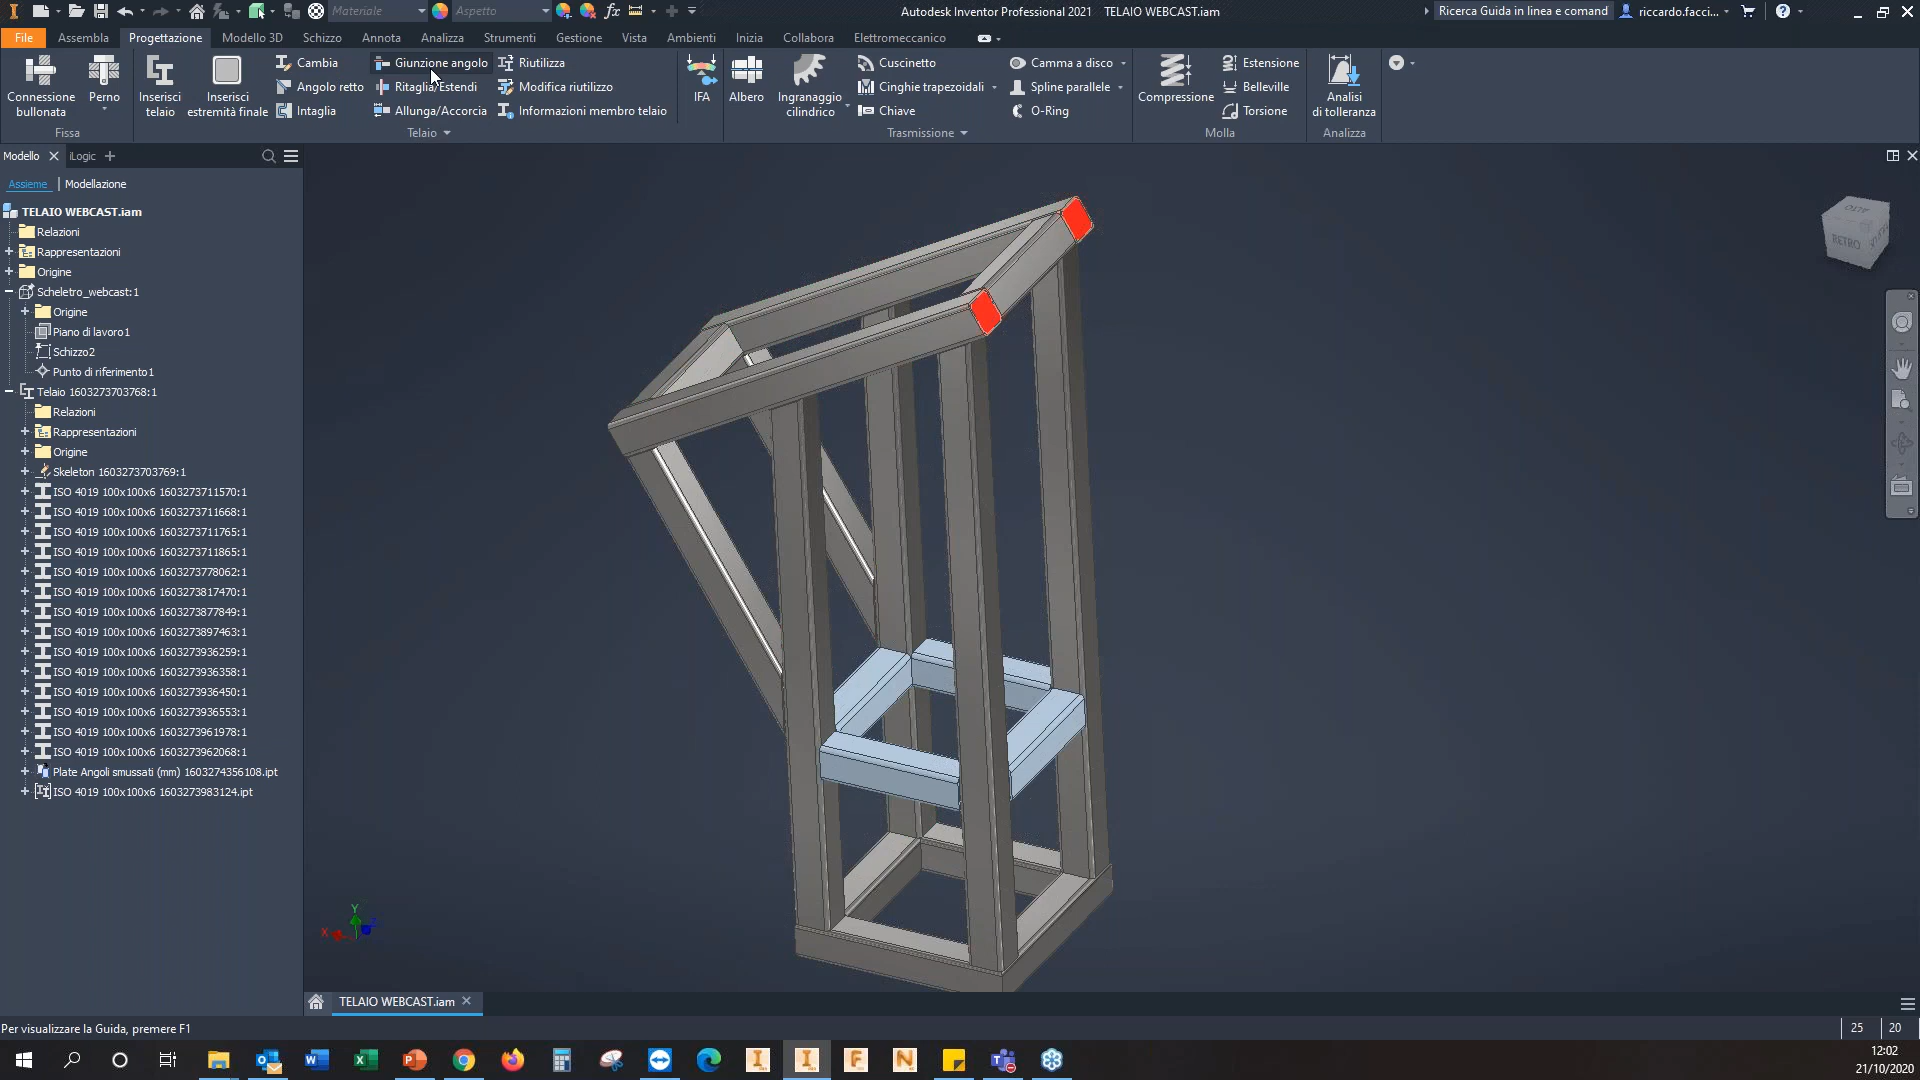 Materiale
Aspetto
Autodesk Inventor Professional 2021 TELAIO WEBCAST.iam
Ricerca Guida in linea e comand
riccardo.facci...
File
Assembla
Progettazione
Modello 3D
Schizzo
Annota
Analizza
Strumenti
Gestione
Vista
Ambienti
Inizia
Collabora
Elettromeccanico
Connessione
bullonata
Perno
Fissa
Inserisci
telaio
Inserisci
estremità finale
Cambia
Angolo retto
Intaglia
Giunzione angolo
Ritaglia/Estendi
Allunga/Accorcia
Riutilizza
Modifica riutilizzo
Informazioni membro telaio
Telaio
IFA
Albero
Ingranaggio
cilindrico
Cuscinetto
Cinghie trapezoidali
Chiave
Camma a disco
Spline parallele
O-Ring
Trasmissione
Compressione
Estensione
Belleville
Torsione
Molla
Analisi
di tolleranza
Analizza
Modello
iLogic
Assieme
Modellazione
TELAIO WEBCAST.iam
Relazioni
Rappresentazioni
Origine
Scheletro_webcast:1
Origine
Piano di lavoro1
Schizzo2
Punto di riferimento1
Telaio 1603273703768:1
Relazioni
Rappresentazioni
Origine
Skeleton 1603273703769:1
ISO 4019 100x100x6 1603273711570:1
ISO 4019 100x100x6 1603273711668:1
ISO 4019 100x100x6 1603273711765:1
ISO 4019 100x100x6 1603273711865:1
ISO 4019 100x100x6 1603273778062:1
ISO 4019 100x100x6 1603273817470:1
ISO 4019 100x100x6 1603273877849:1
ISO 4019 100x100x6 1603273897463:1
ISO 4019 100x100x6 1603273936259:1
ISO 4019 100x100x6 1603273936358:1
ISO 4019 100x100x6 1603273936450:1
ISO 4019 100x100x6 1603273936553:1
ISO 4019 100x100x6 1603273961978:1
ISO 4019 100x100x6 1603273962068:1
Plate Angoli smussati (mm) 1603274356108.ipt
ISO 4019 100x100x6 1603273983124.ipt
RETRO
Y
X
TELAIO WEBCAST.iam
Per visualizzare la Guida, premere F1
25
20
12:02
21/10/2020